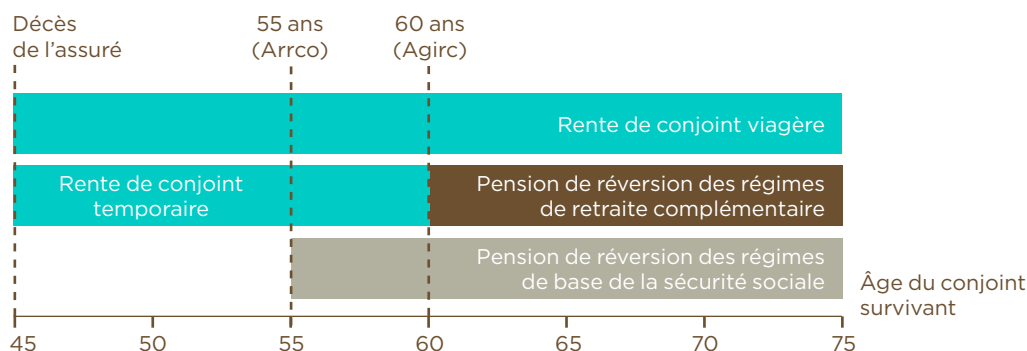 Décès
de l’assuré
55 ans
(Arrco)
60 ans
(Agirc)
Rente de conjoint viagère
Rente de conjoint
temporaire
Pension de réversion des régimes
de retraite complémentaire
Pension de réversion des régimes
de base de la sécurité sociale
Âge du conjoint
survivant
45 50 55 60 65 70 75